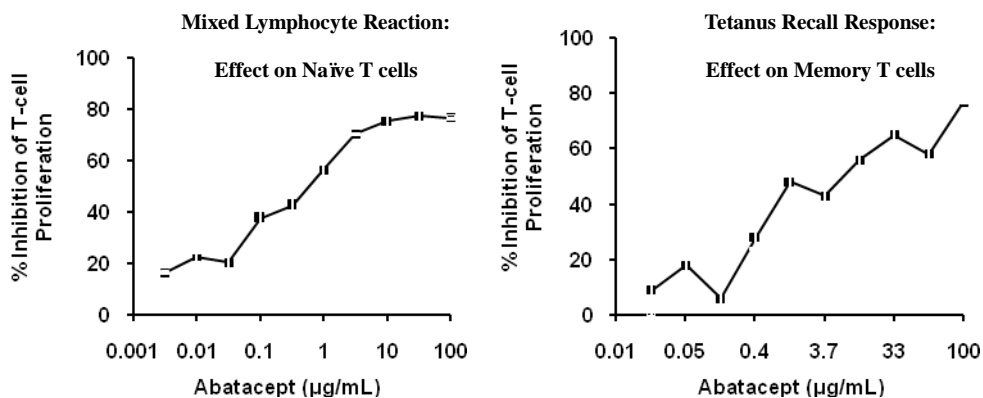 Mixed Lymphocyte Reaction:
Effect on Naïve T cells
% Inhibition of T-cell
Proliferation
100
80
60
40
20
0
0.001
0.01
0.1
1
10
100
Abatacept (µg/mL)
Tetanus Recall Response:
Effect on Memory T cells
% Inhibition of T-cell
Proliferation
100
80
60
40
20
0
0.01
0.05
0.4
3.7
33
100
Abatacept (µg/mL)